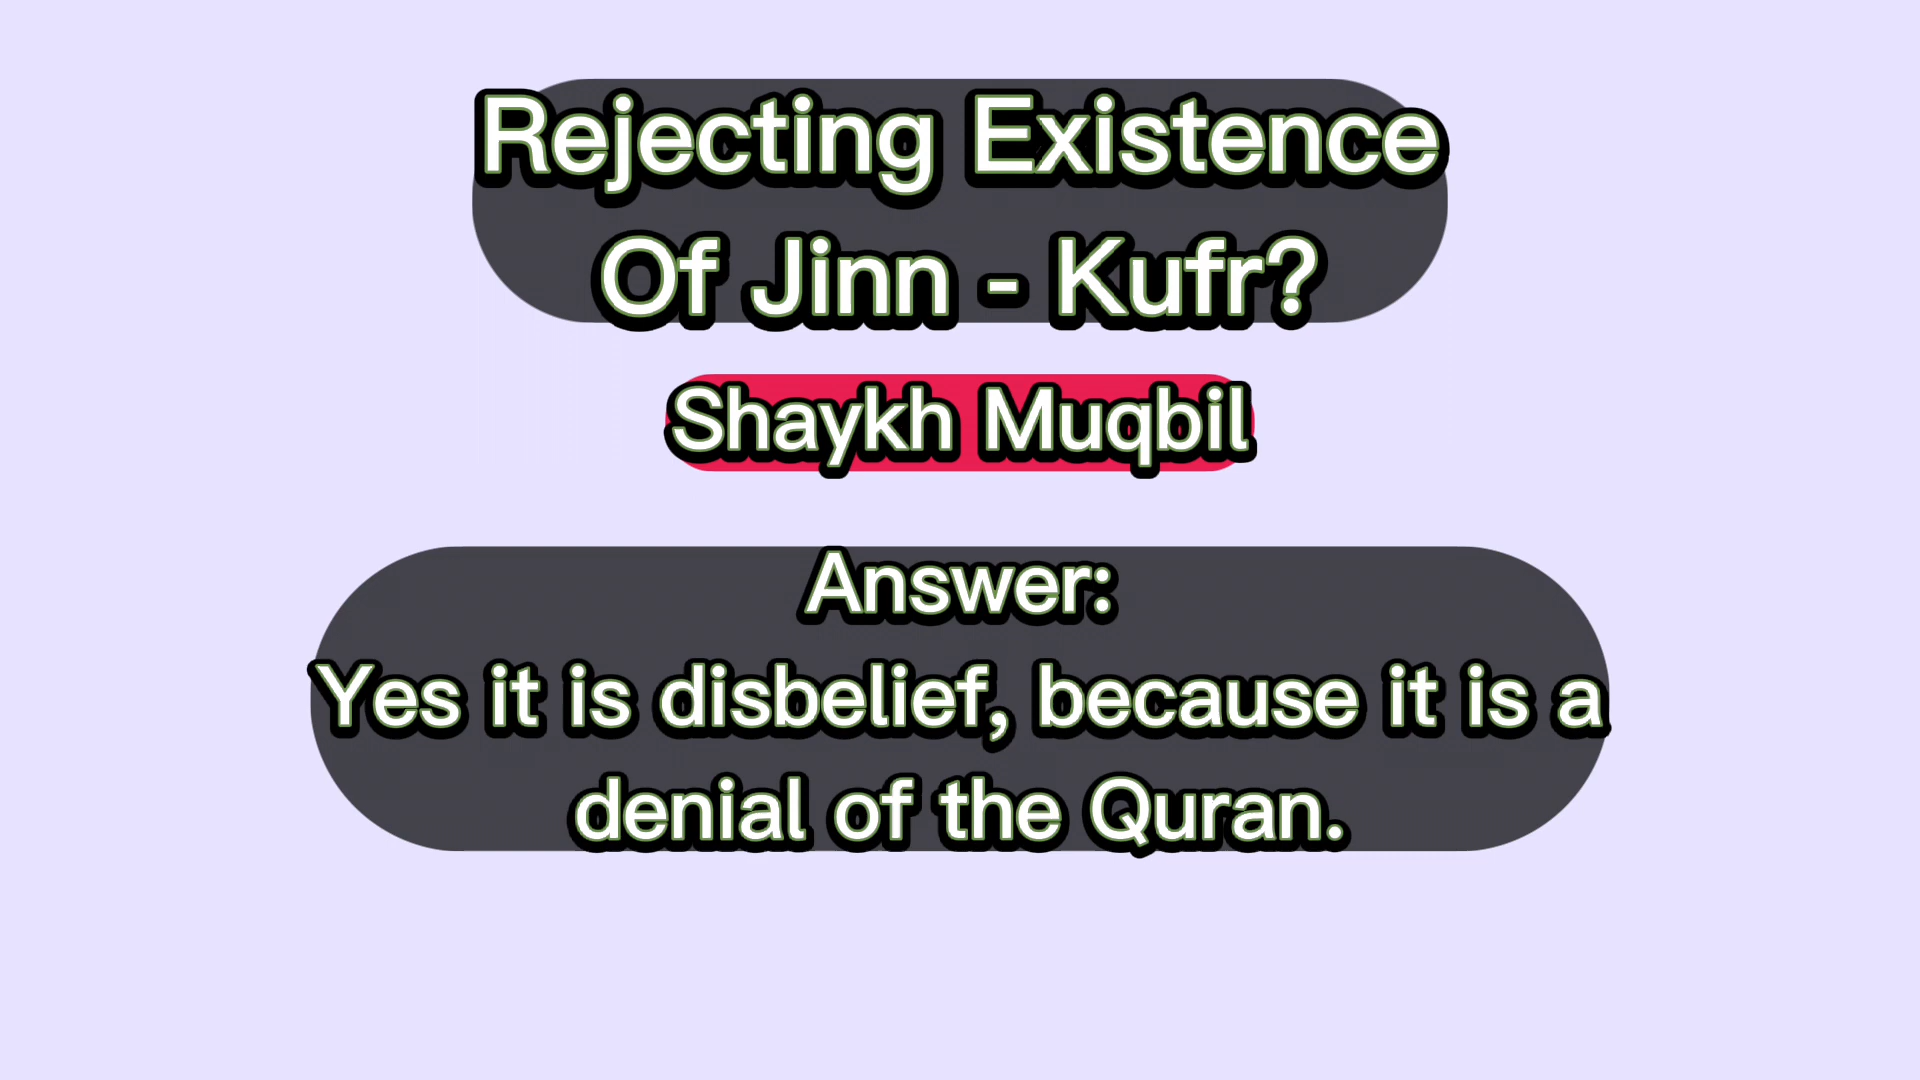 Rejecting Existence
Of Jinn - Kufr?
Shaykh Muqbil
Answer:
Yes it is disbelief, because it is a
denial of the Quran.